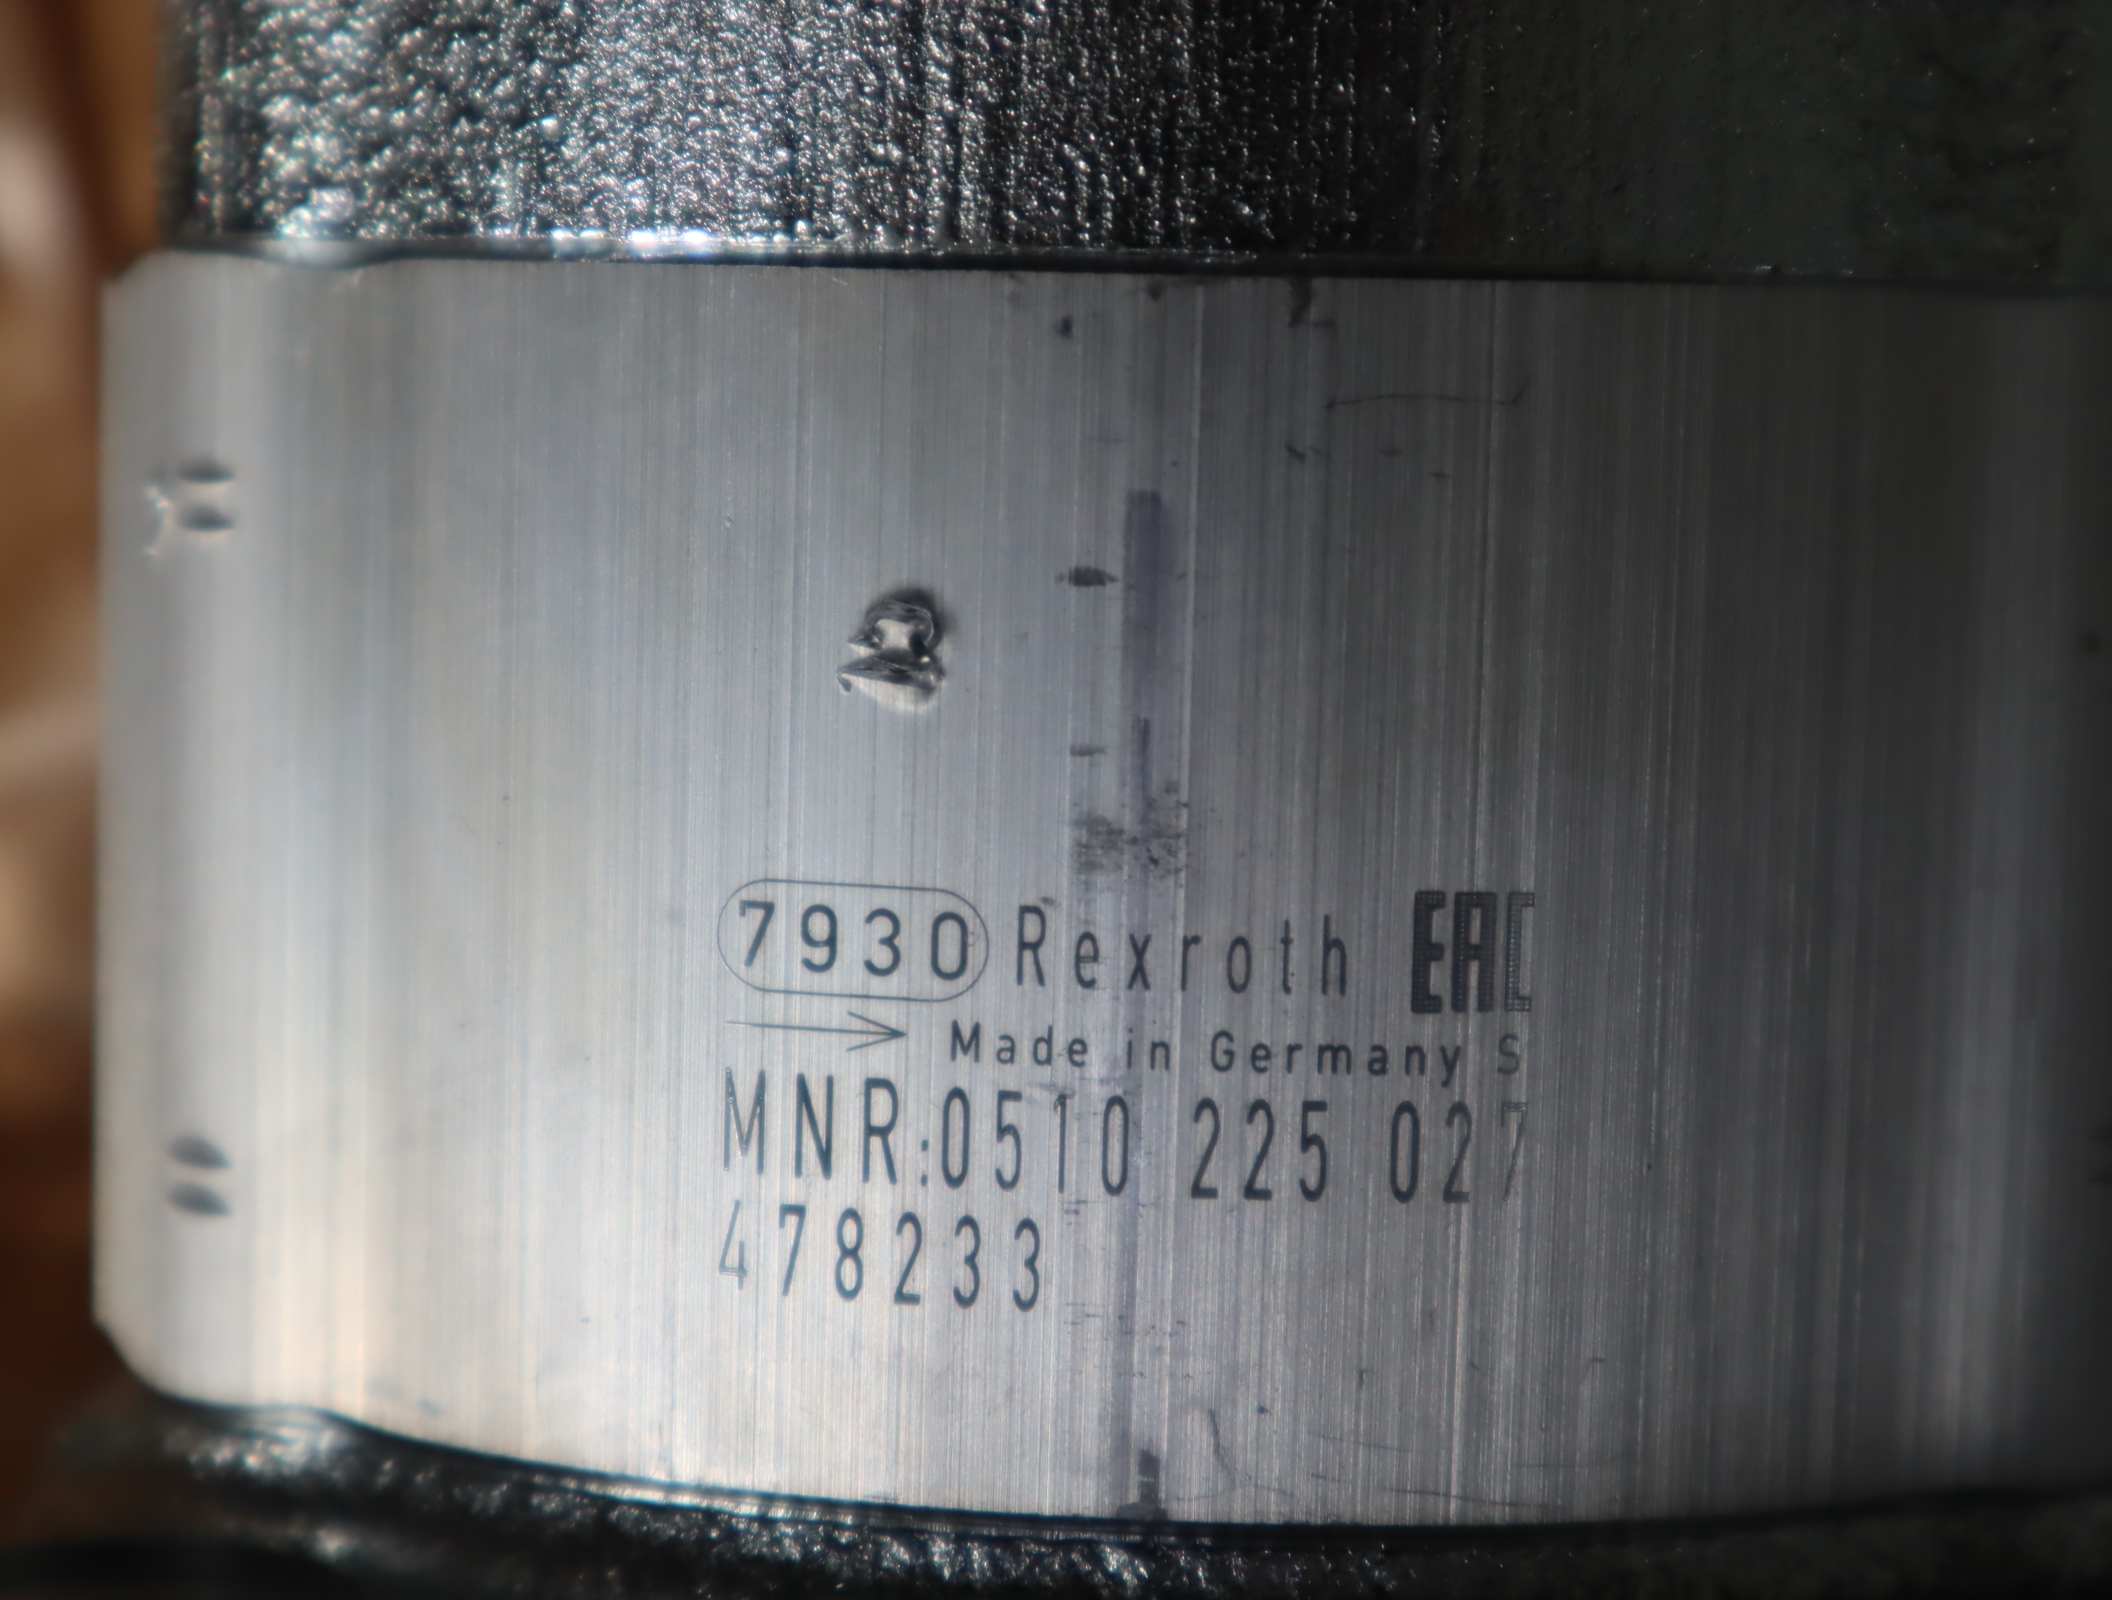 7930 Rexroth EAC
Made in Germany S
MNR:0510 225 027
478233